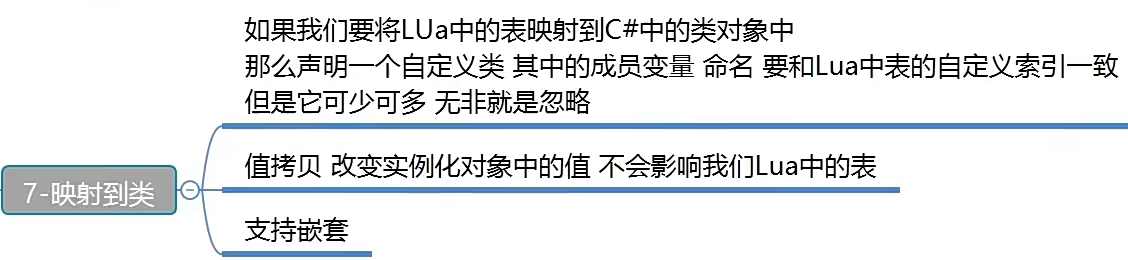 如果我们要将LUa中的表映射到C#中的类对象中
那么声明一个自定义类 其中的成员变量 命名 要和Lua中表的自定义索引一致
但是它可少可多 无非就是忽略
值拷贝 改变实例化对象中的值 不会影响我们Lua中的表
7-映射到类
支持嵌套